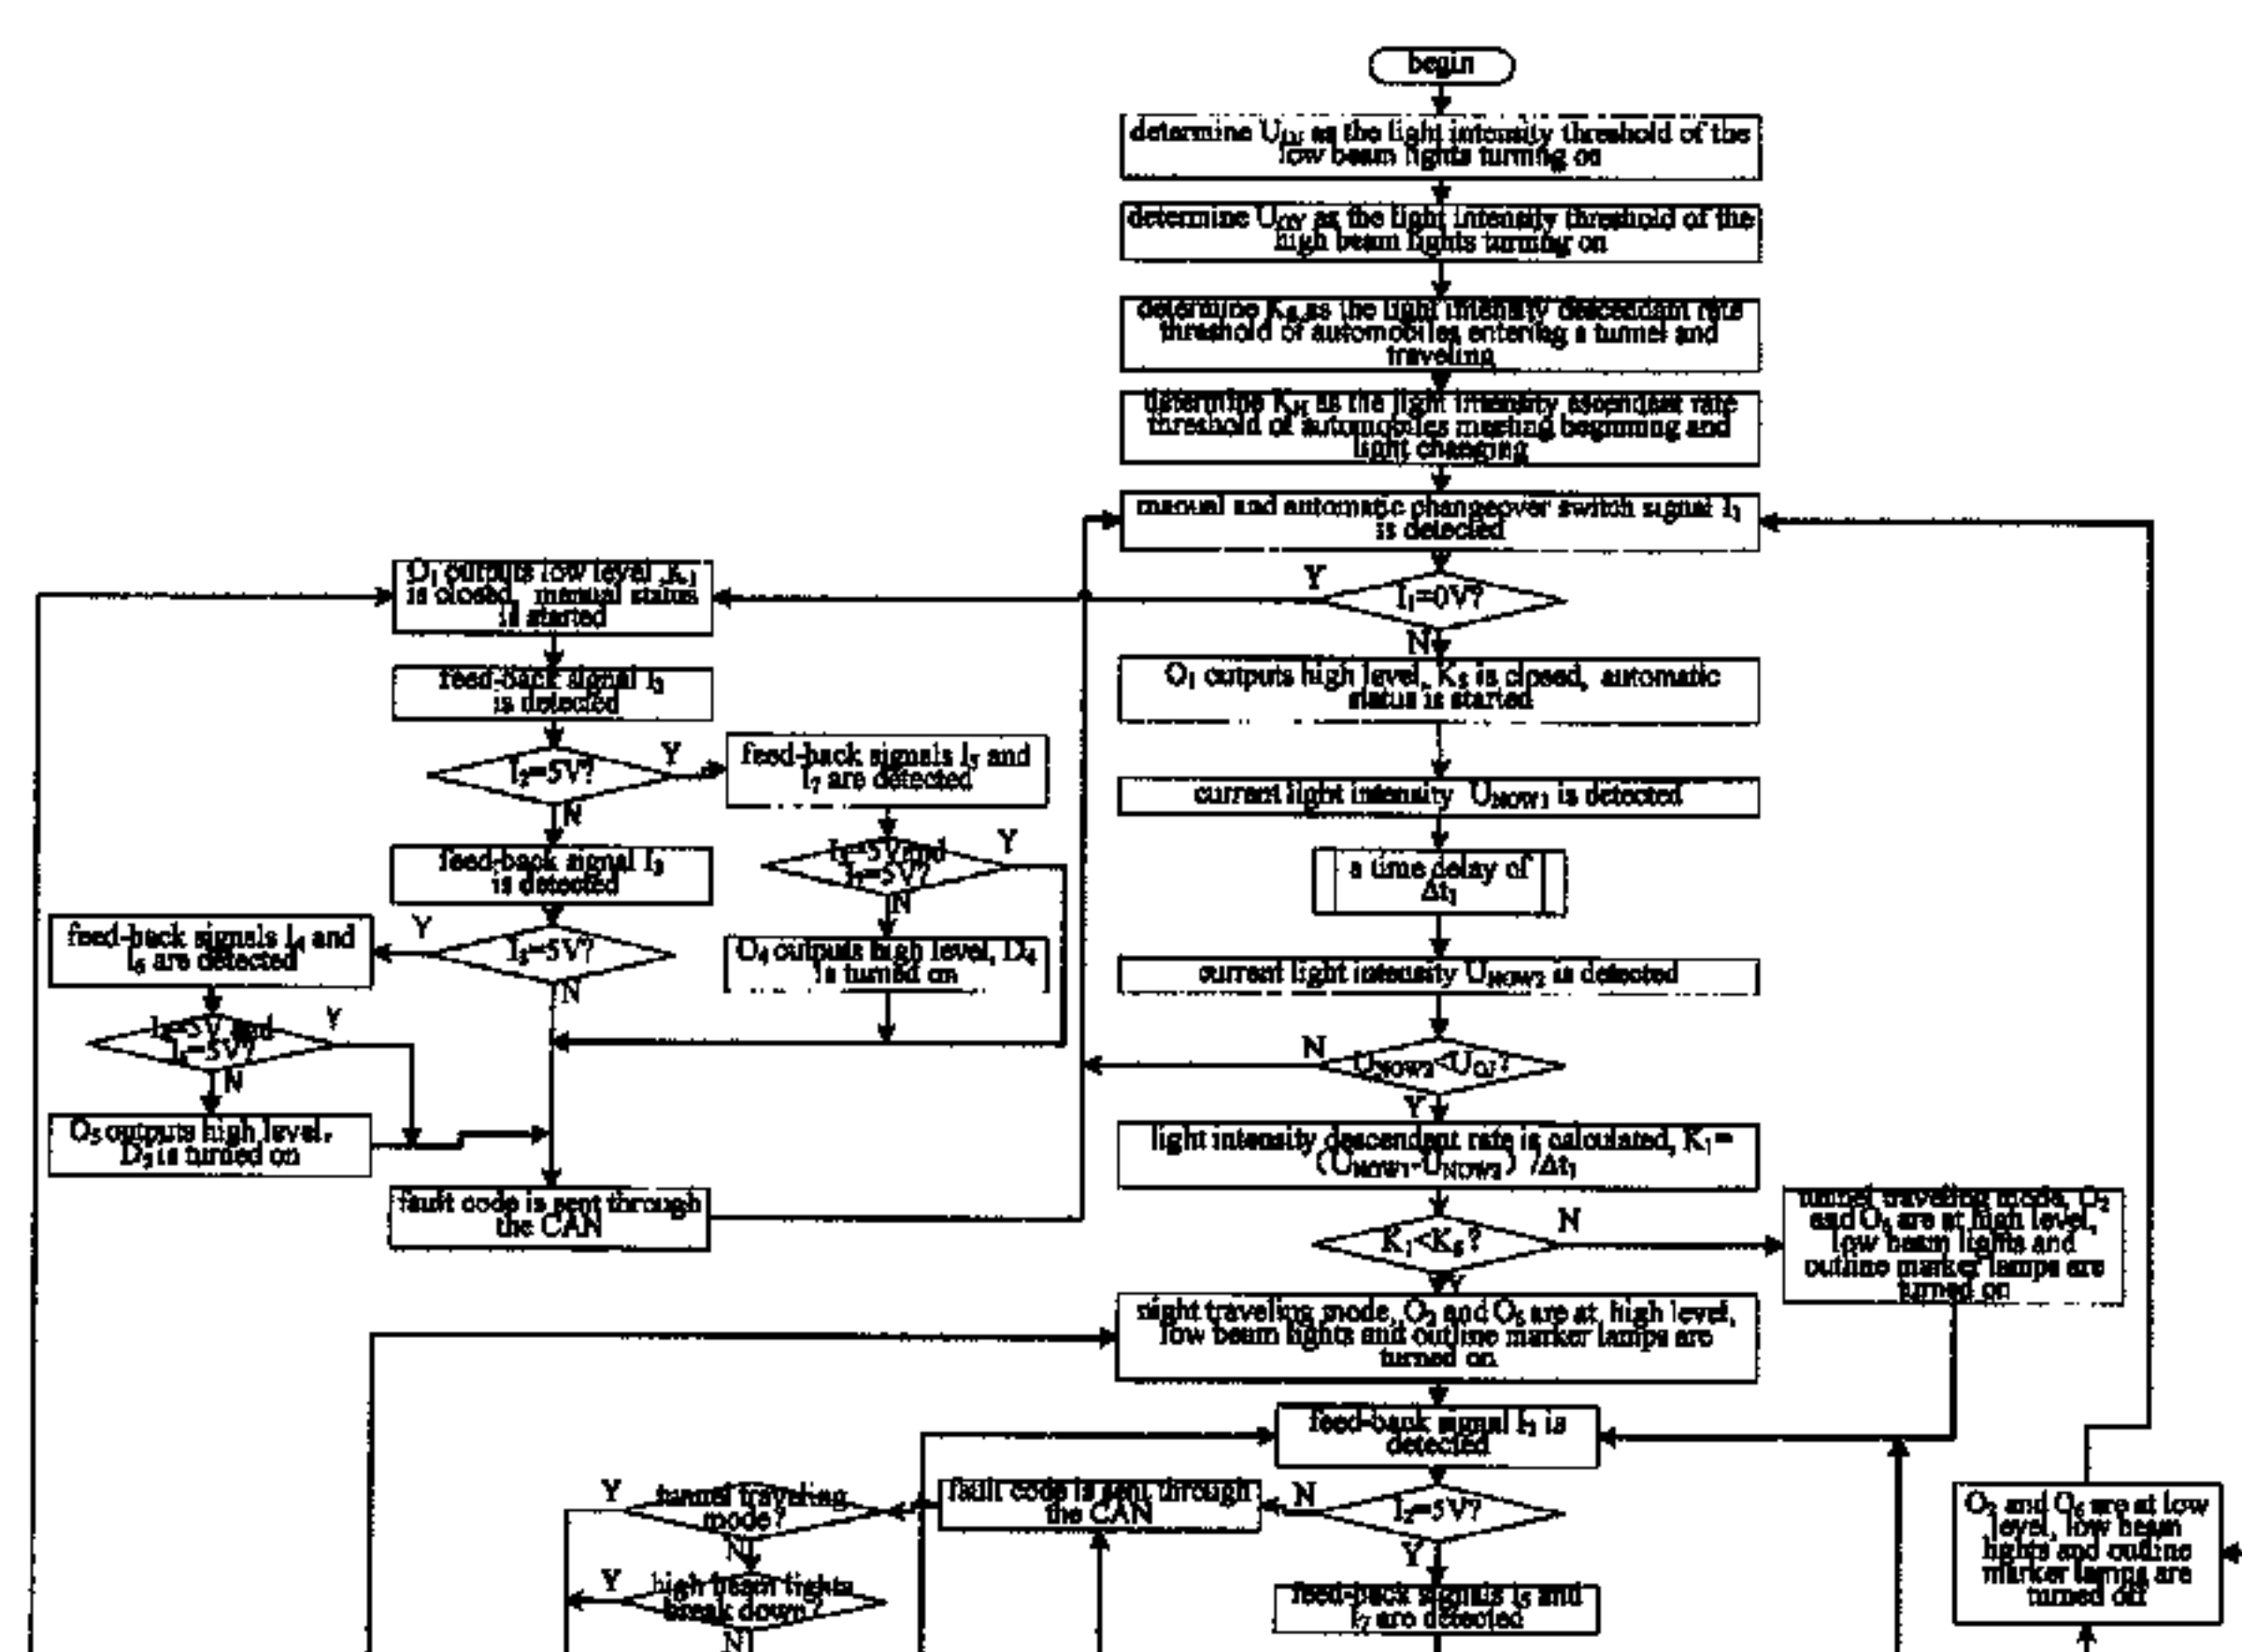 begin
determine U as the light intensity threshold of the
low beam lights turning on
determine U as the light intensity threshold of the
high beam lights turning on
determine K as the light intensity descendant rate
threshold of automobiles entering a tunnel and
traveling
determine K as the light intensity ascendant rate
threshold of automobiles meeting beginning and
light changing
manual and automatic changeover switch signal I₁
is detected
Y
I₁=0V?
N
O₁ outputs low level
is closed, manual status
is started
O₁ outputs high level, K₅ is closed, automatic
status is started
feed-back signal
is detected
Y
I₂=5V?
N
feed-back signals I₅ and
I₇ are detected
current light intensity U_NOW1 is detected
feed-back signal I₃
is detected
=5V and
=5V?
Y
N
a time delay of
Δt₁
feed-back signals I₄ and
I₆ are detected
Y
I₃=5V?
N
O₄ outputs high level, D₄
is turned on
current light intensity U_NOW2 is detected
=5V and
=5V?
Y
N
N
U_NOW2<U ?
Y
outputs high level,
is turned on
light intensity descendant rate is calculated, K₁=
(U_NOW1-U_NOW2) /Δt₁
fault code is sent through
the CAN
K₁<K ?
N
Y
tunnel traveling mode, O₂
and O₆ are at high level,
low beam lights and
outline marker lamps are
turned on
night traveling mode, O₂ and O₆ are at high level,
low beam lights and outline marker lamps are
turned on
feed-back signal is
detected
Y
tunnel traveling
mode?
N
fault code is sent through
the CAN
N
I₂=5V?
Y
O₂ and O₆ are at low
level, low beam
lights and outline
marker lamps are
turned off
Y
high beam lights
break down?
N
feed-back signals I₅ and
I₇ are detected